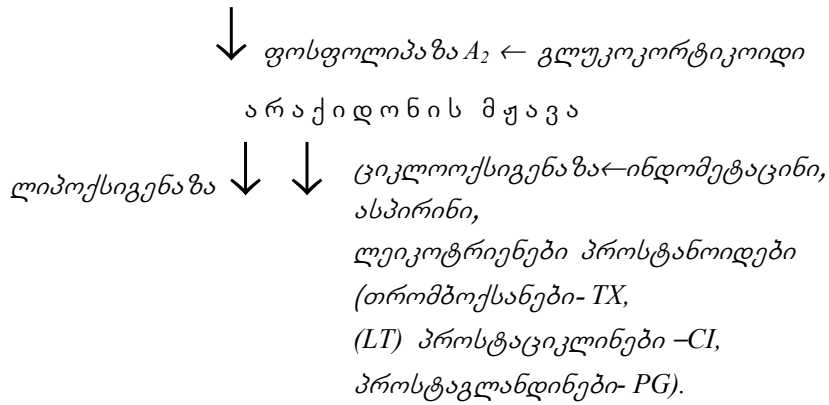 ფოსფოლიპაზა A₂ ← გლუკოკორტიკოიდი
არაქიდონის მჟავა
ლიპოქსიგენაზა
ციკლოოქსიგენაზა←ინდომეტაცინი,
ასპირინი,
ლეიკოტრიენები პროსტანოიდები
(თრომბოქსანები- TX,
(LT) პროსტაციკლინები –CI,
პროსტაგლანდინები- PG).